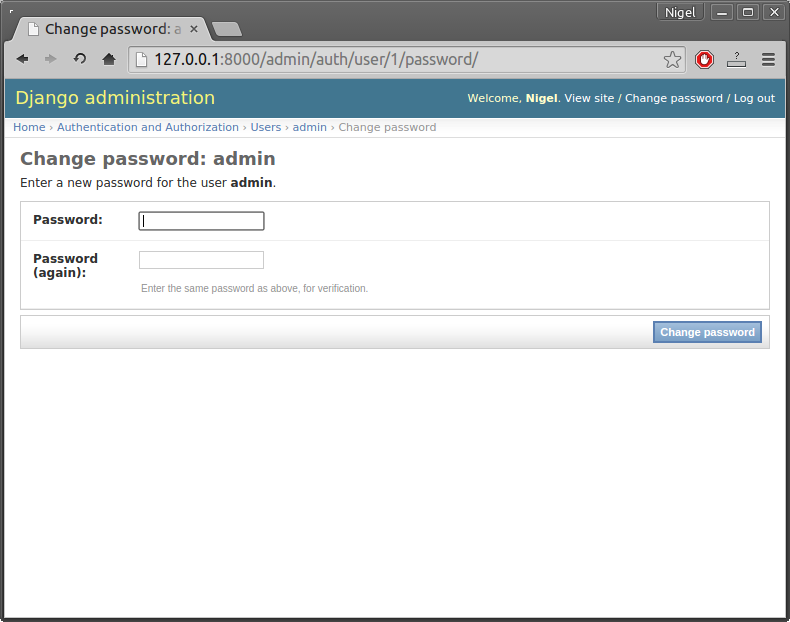 Nigel
Change password: a
127.0.0.1:8000/admin/auth/user/1/password/
Django administration
Welcome, Nigel. View site / Change password / Log out
Home › Authentication and Authorization › Users › admin › Change password
Change password: admin
Enter a new password for the user admin.
Password:
Password
(again):
Enter the same password as above, for verification.
Change password